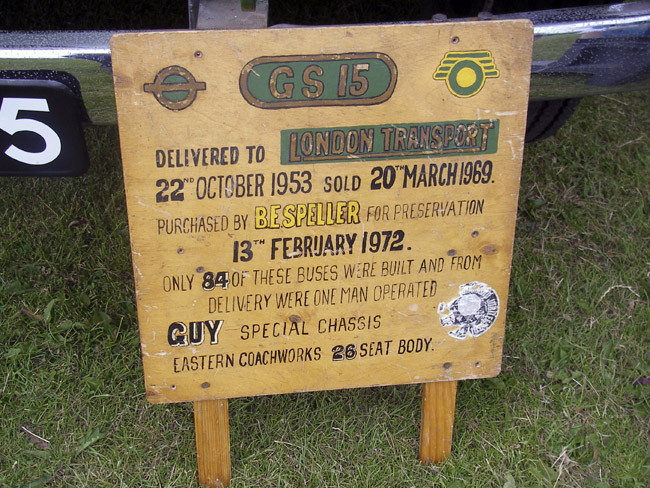 5
GS 15
DELIVERED TO LONDON TRANSPORT
22ND OCTOBER 1953 SOLD 20TH MARCH 1969.
PURCHASED BY BESPELLER FOR PRESERVATION
13TH FEBRUARY 1972.
ONLY 84 OF THESE BUSES WERE BUILT AND FROM
DELIVERY WERE ONE MAN OPERATED
GUY SPECIAL CHASSIS
EASTERN COACHWORKS 26 SEAT BODY.